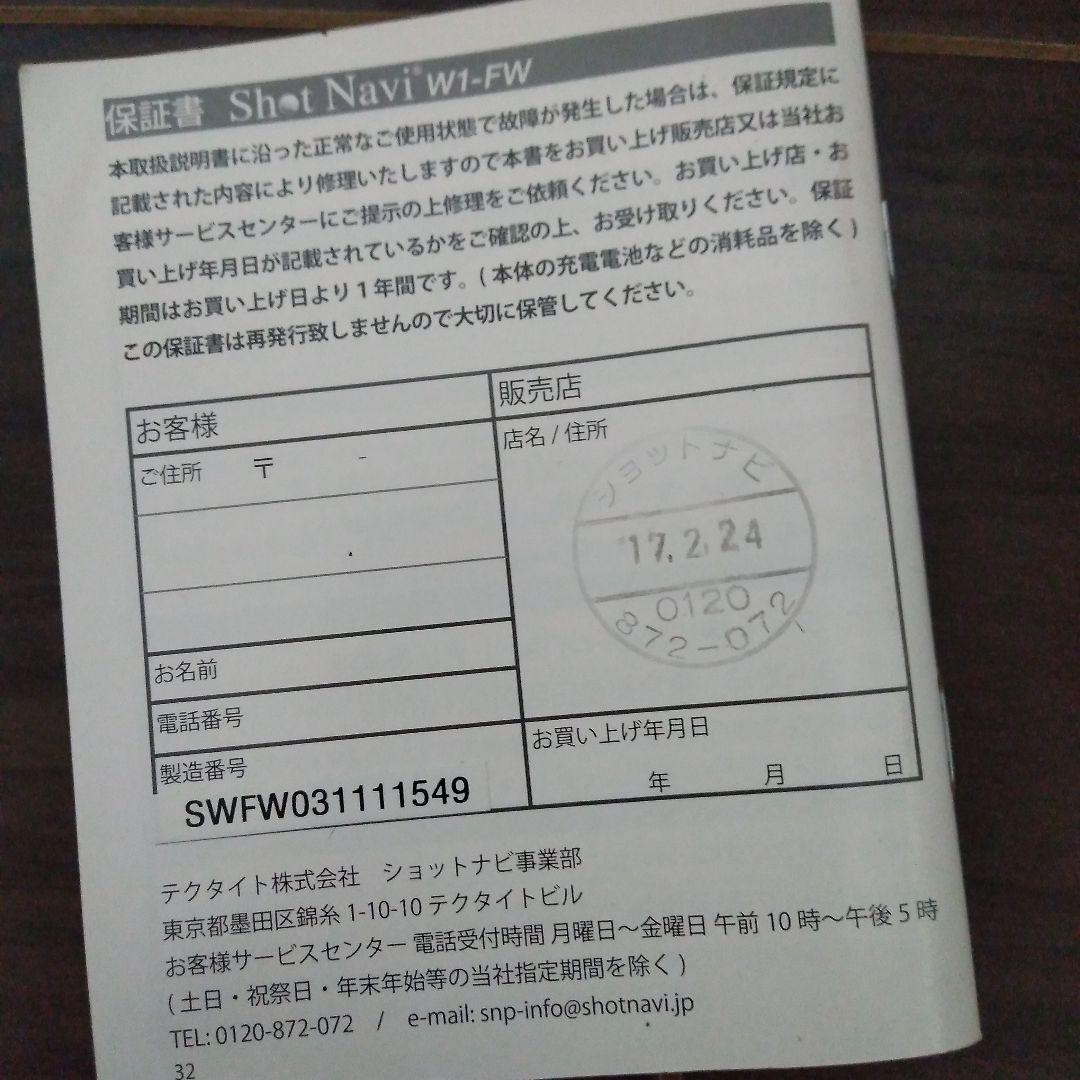 保証書 Shot Navi® W1-FW
本取扱説明書に沿った正常なご使用状態で故障が発生した場合は、保証規定に
記載された内容により修理いたしますので本書をお買い上げ販売店又は当社お
客様サービスセンターにご提示の上修理をご依頼ください。お買い上げ店・お
買い上げ年月日が記載されているかをご確認の上、お受け取りください。保証
期間はお買い上げ日より1年間です。( 本体の充電電池などの消耗品を除く )
この保証書は再発行致しませんので大切に保管してください。
お客様
ご住所 〒 -
お名前
電話番号
製造番号
SWFW031111549
販売店
店名 / 住所
ショットナビ
17.2.24
0120
872-072
お買い上げ年月日
年 月 日
テクタイト株式会社 ショットナビ事業部
東京都墨田区錦糸 1-10-10 テクタイトビル
お客様サービスセンター 電話受付時間 月曜日〜金曜日 午前 10 時〜午後 5 時
( 土日・祝祭日・年末年始等の当社指定期間を除く )
TEL: 0120-872-072 / e-mail: snp-info@shotnavi.jp
32